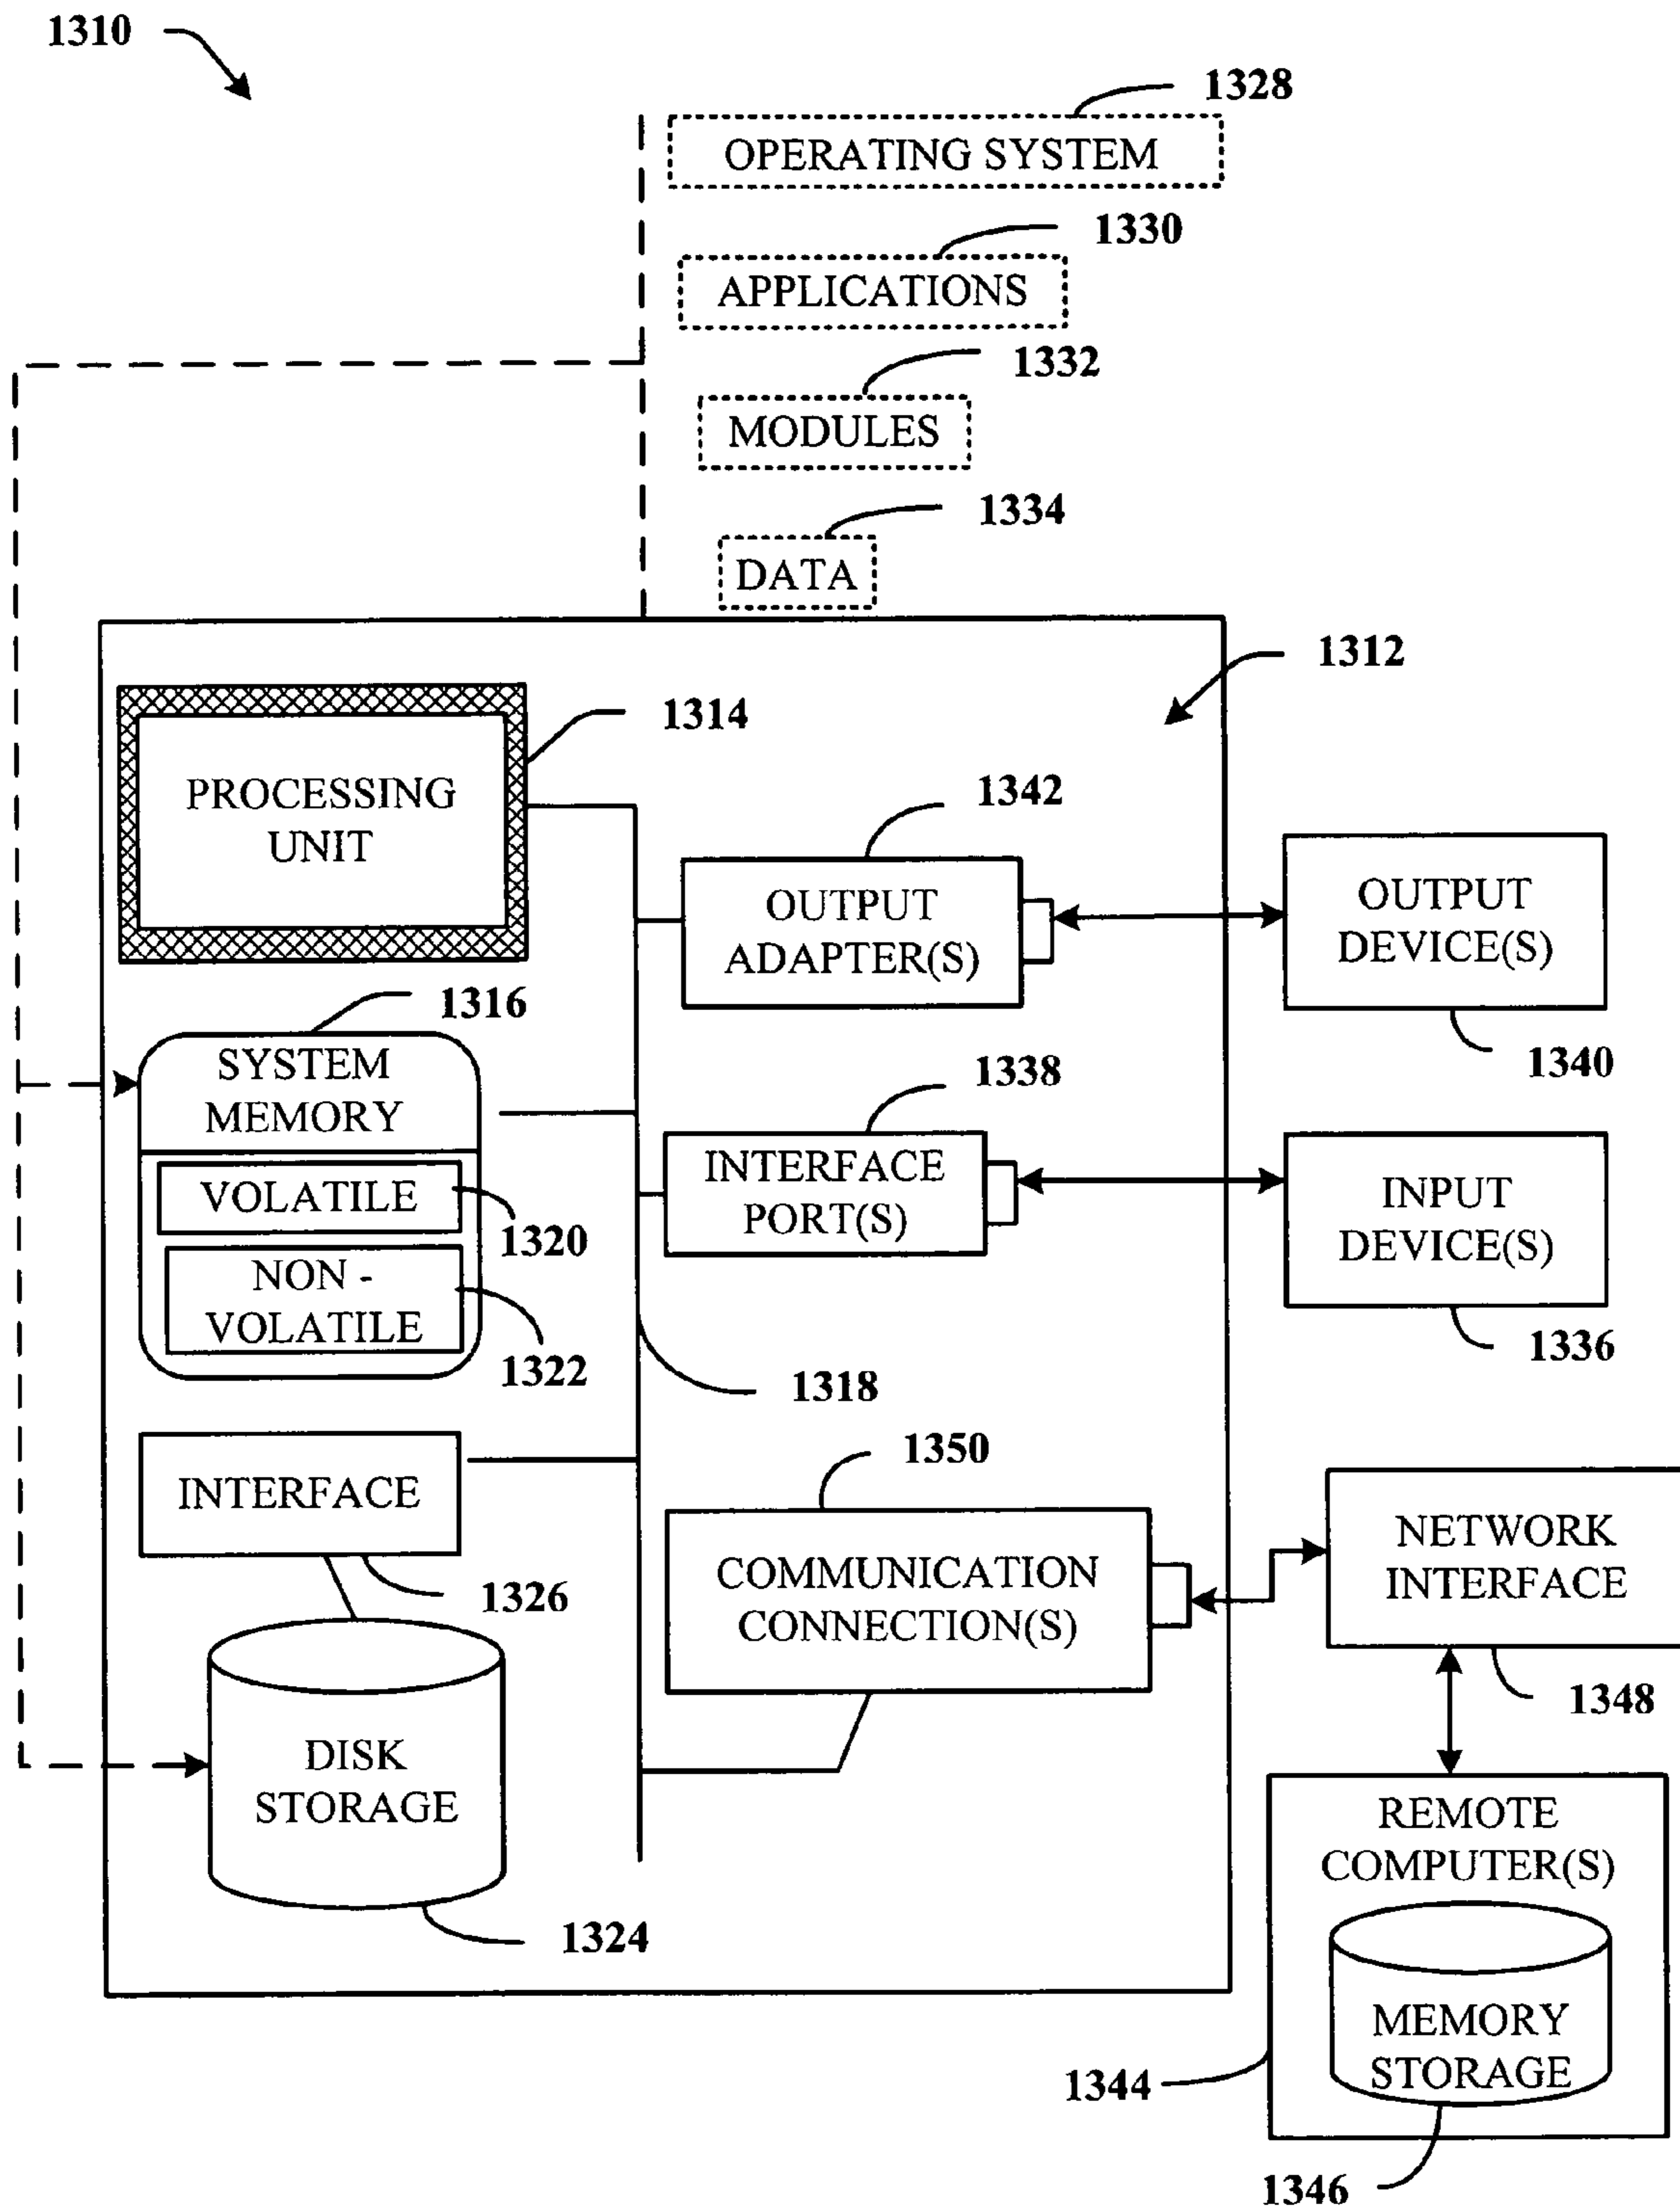 1310
1328
OPERATING SYSTEM
1330
APPLICATIONS
1332
MODULES
1334
DATA
1312
1314
PROCESSING
UNIT
1342
OUTPUT
ADAPTER(S)
OUTPUT
DEVICE(S)
1340
1316
SYSTEM
MEMORY
VOLATILE
1320
NON -
VOLATILE
1322
1338
INTERFACE
PORT(S)
INPUT
DEVICE(S)
1336
1318
INTERFACE
1326
1350
COMMUNICATION
CONNECTION(S)
NETWORK
INTERFACE
1348
DISK
STORAGE
1324
REMOTE
COMPUTER(S)
MEMORY
STORAGE
1344
1346